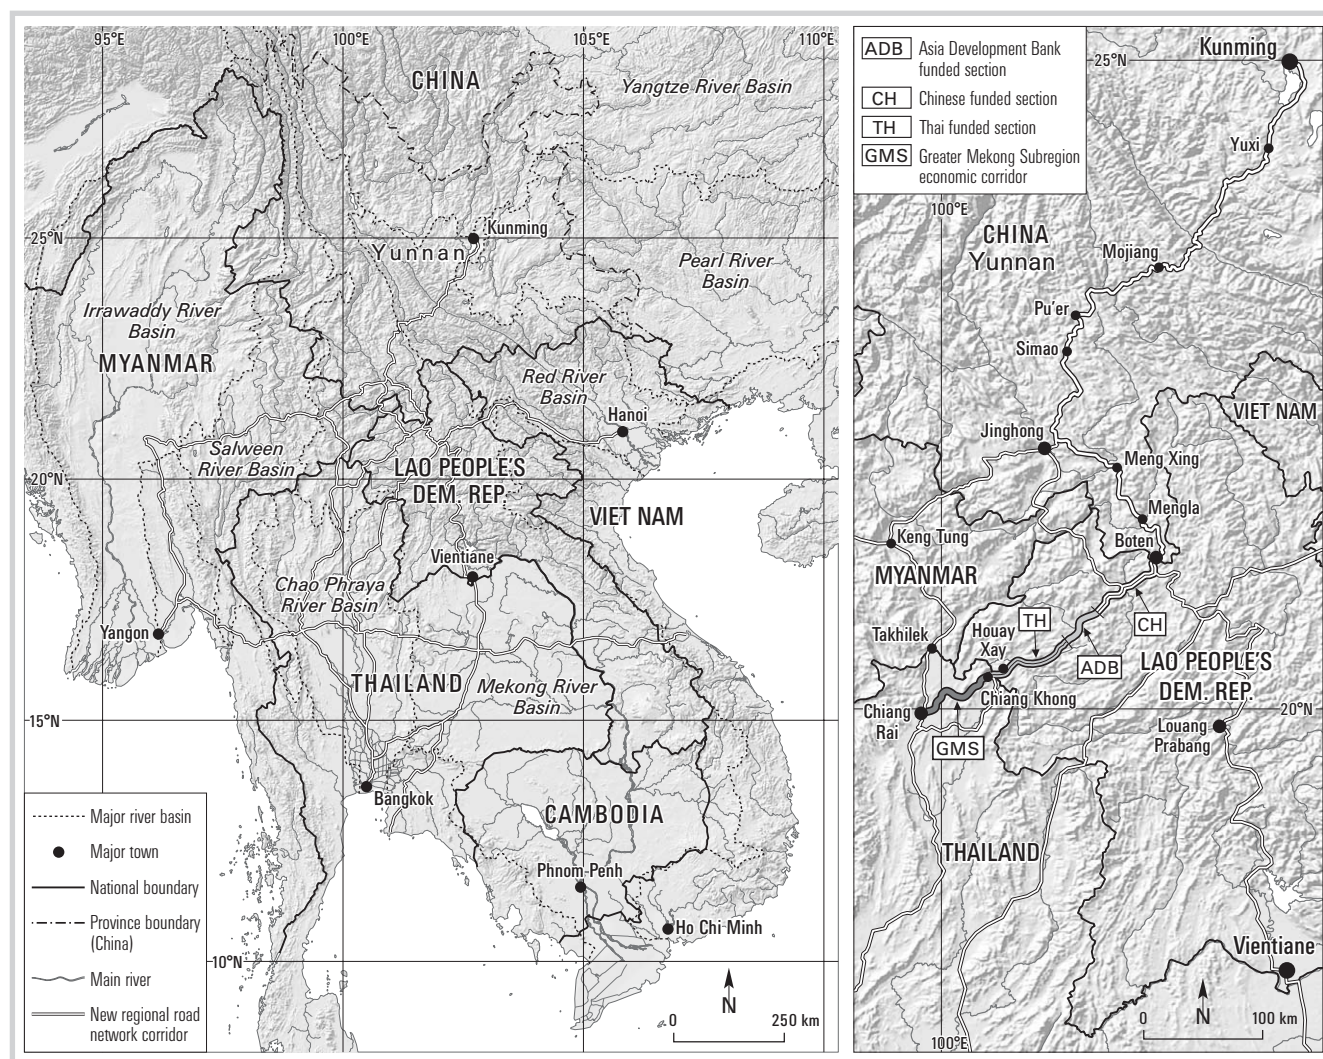 95°E
100°E
105°E
110°E
CHINA
Yangtze River Basin
Kunming
25°N
Yunnan
Pearl River
Basin
Irrawaddy River
Basin
MYANMAR
Red River
Basin
Hanoi
Salween
River Basin
20°N
LAO PEOPLE'S
DEM. REP.
VIET NAM
Vientiane
Chao Phraya
River Basin
Yangon
THAILAND
Mekong River
Basin
15°N
Bangkok
CAMBODIA
Phnom Penh
Ho Chi Minh
10°N
Major river basin
Major town
National boundary
Province boundary
(China)
Main river
New regional road
network corridor
N
0
250 km
ADB
Asia Development Bank
funded section
CH
Chinese funded section
TH
Thai funded section
GMS
Greater Mekong Subregion
economic corridor
Kunming
25°N
Yuxi
100°E
CHINA
Yunnan
Mojiang
Pu'er
Simao
VIET NAM
Jinghong
Meng Xing
Mengla
Keng Tung
Boten
MYANMAR
TH
CH
Takhilek
Houay
Xay
ADB
LAO PEOPLE'S
DEM. REP.
Chiang Khong
Chiang
Rai
20°N
Louang
Prabang
GMS
THAILAND
Vientiane
N
0
100 km
100°E